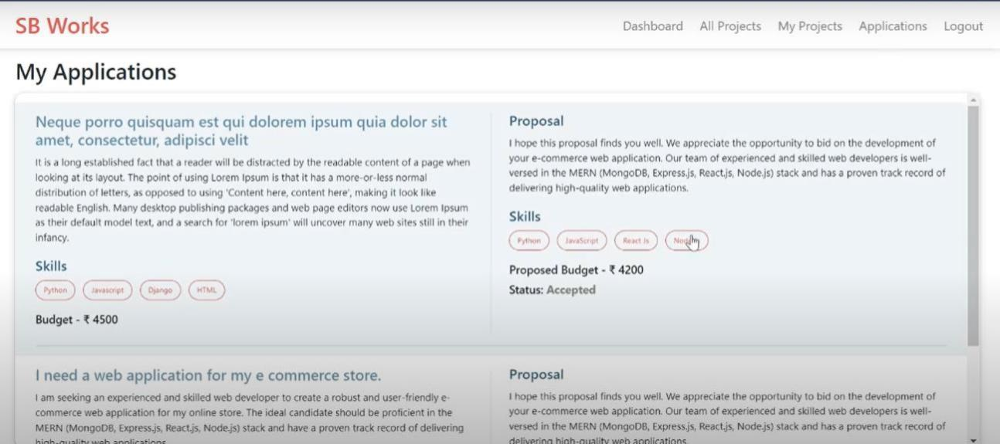 SB Works
Dashboard All Projects My Projects Applications Logout
My Applications
Neque porro quisquam est qui dolorem ipsum quia dolor sit
amet, consectetur, adipisci velit
It is a long established fact that a reader will be distracted by the readable content of a page when
looking at its layout. The point of using Lorem Ipsum is that it has a more-or-less normal
distribution of letters, as opposed to using 'Content here, content here', making it look like
readable English. Many desktop publishing packages and web page editors now use Lorem Ipsum
as their default model text, and a search for 'lorem ipsum' will uncover many web sites still in their
infancy.
Skills
Python Javascript Django HTML
Budget - ₹ 4500
Proposal
I hope this proposal finds you well. We appreciate the opportunity to bid on the development of
your e-commerce web application. Our team of experienced and skilled web developers is well-
versed in the MERN (MongoDB, Express.js, React.js, Node.js) stack and has a proven track record of
delivering high-quality web applications.
Skills
Python JavaScript React Js
Proposed Budget - ₹ 4200
Status: Accepted
I need a web application for my e commerce store.
I am seeking an experienced and skilled web developer to create a robust and user-friendly e-
commerce web application for my online store. The ideal candidate should be proficient in the
MERN (MongoDB, Express.js, React.js, Node.js) stack and have a proven track record of delivering
high-quality web applications.
Proposal
I hope this proposal finds you well. We appreciate the opportunity to bid on the development of
your e-commerce web application. Our team of experienced and skilled web developers is well-
versed in the MERN (MongoDB, Express.js, React.js, Node.js) stack and has a proven track record of
delivering high-quality web applications.